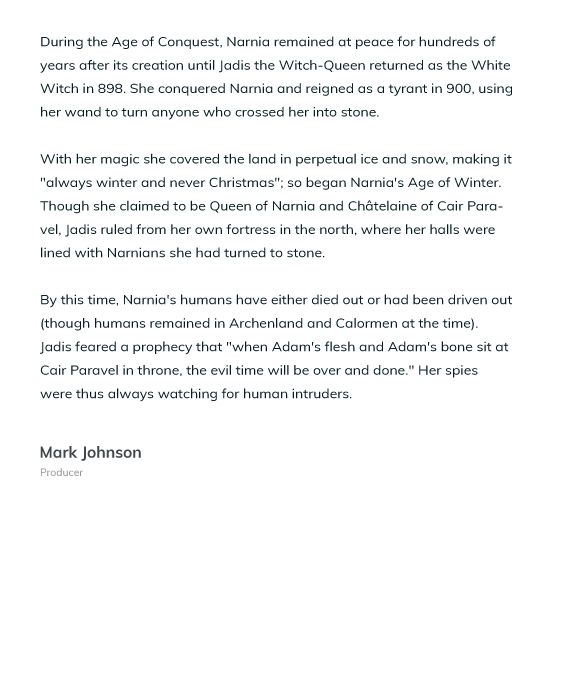 During the Age of Conquest, Narnia remained at peace for hundreds of
years after its creation until Jadis the Witch-Queen returned as the White
Witch in 898. She conquered Narnia and reigned as a tyrant in 900, using
her wand to turn anyone who crossed her into stone.
With her magic she covered the land in perpetual ice and snow, making it
"always winter and never Christmas"; so began Narnia's Age of Winter.
Though she claimed to be Queen of Narnia and Châtelaine of Cair Para-
vel, Jadis ruled from her own fortress in the north, where her halls were
lined with Narnians she had turned to stone.
By this time, Narnia's humans have either died out or had been driven out
(though humans remained in Archenland and Calormen at the time).
Jadis feared a prophecy that "when Adam's flesh and Adam's bone sit at
Cair Paravel in throne, the evil time will be over and done." Her spies
were thus always watching for human intruders.
Mark Johnson
Producer